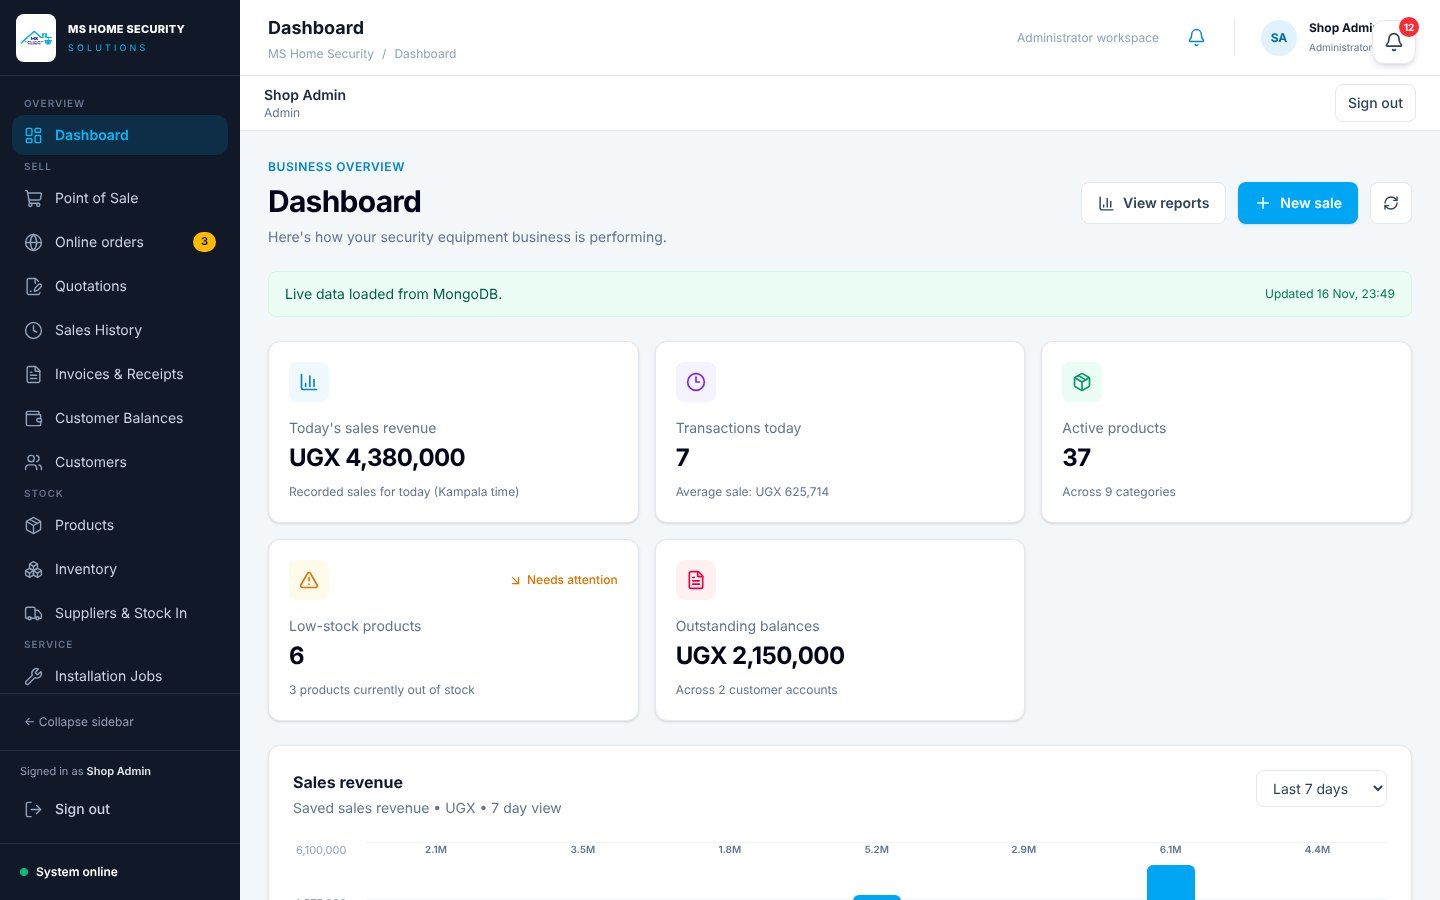 MS HOME SECURITY
SOLUTIONS
OVERVIEW
Dashboard
SELL
Point of Sale
Online orders 3
Quotations
Sales History
Invoices & Receipts
Customer Balances
Customers
STOCK
Products
Inventory
Suppliers & Stock In
SERVICE
Installation Jobs
← Collapse sidebar
Signed in as Shop Admin
Sign out
System online
Dashboard
MS Home Security / Dashboard
Administrator workspace
SA
Shop Admin
Administrator
12
Shop Admin
Admin
Sign out
BUSINESS OVERVIEW
Dashboard
Here's how your security equipment business is performing.
View reports
New sale
Live data loaded from MongoDB.
Updated 16 Nov, 23:49
Today's sales revenue
UGX 4,380,000
Recorded sales for today (Kampala time)
Transactions today
7
Average sale: UGX 625,714
Active products
37
Across 9 categories
Needs attention
Low-stock products
6
3 products currently out of stock
Outstanding balances
UGX 2,150,000
Across 2 customer accounts
Sales revenue
Saved sales revenue • UGX • 7 day view
Last 7 days
6,100,000
2.1M 3.5M 1.8M 5.2M 2.9M 6.1M 4.4M